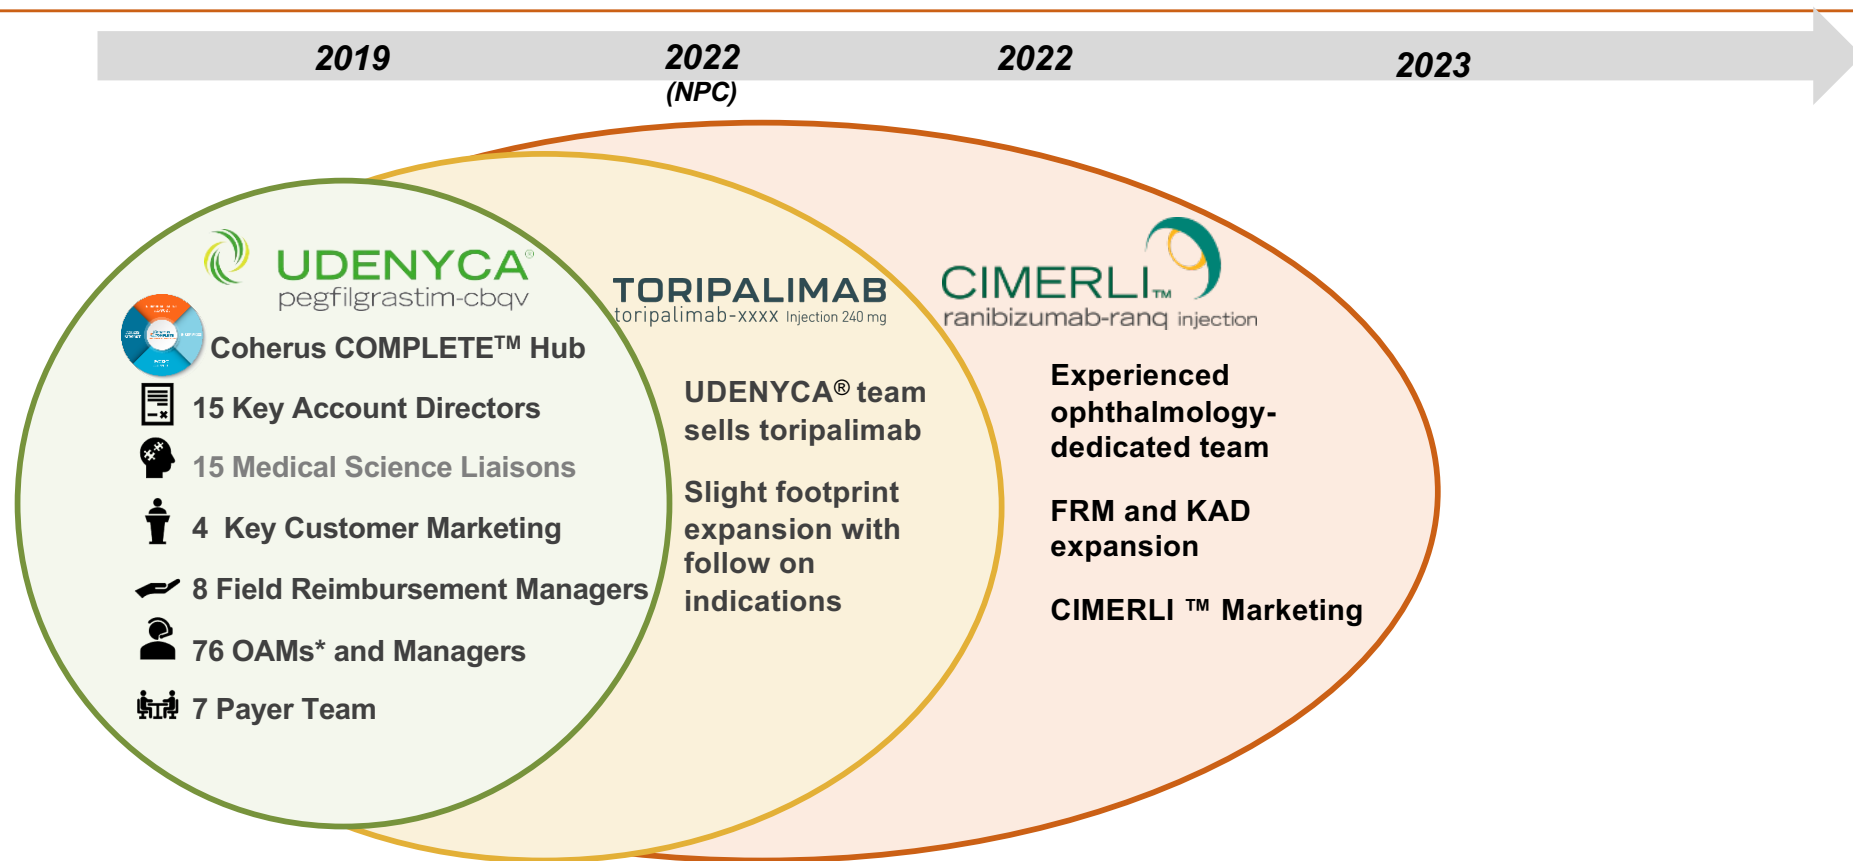 2019
2022
(NPC)
2022
2023
UDENYCA®
pegfilgrastim-cbqv
Coherus COMPLETE™ Hub
15 Key Account Directors
15 Medical Science Liaisons
4 Key Customer Marketing
8 Field Reimbursement Managers
76 OAMs* and Managers
7 Payer Team
TORIPALIMAB
toripalimab-xxxx Injection 240 mg
UDENYCA® team
sells toripalimab
Slight footprint
expansion with
follow on
indications
CIMERLI™
ranibizumab-ranq injection
Experienced
ophthalmology-
dedicated team
FRM and KAD
expansion
CIMERLI ™ Marketing